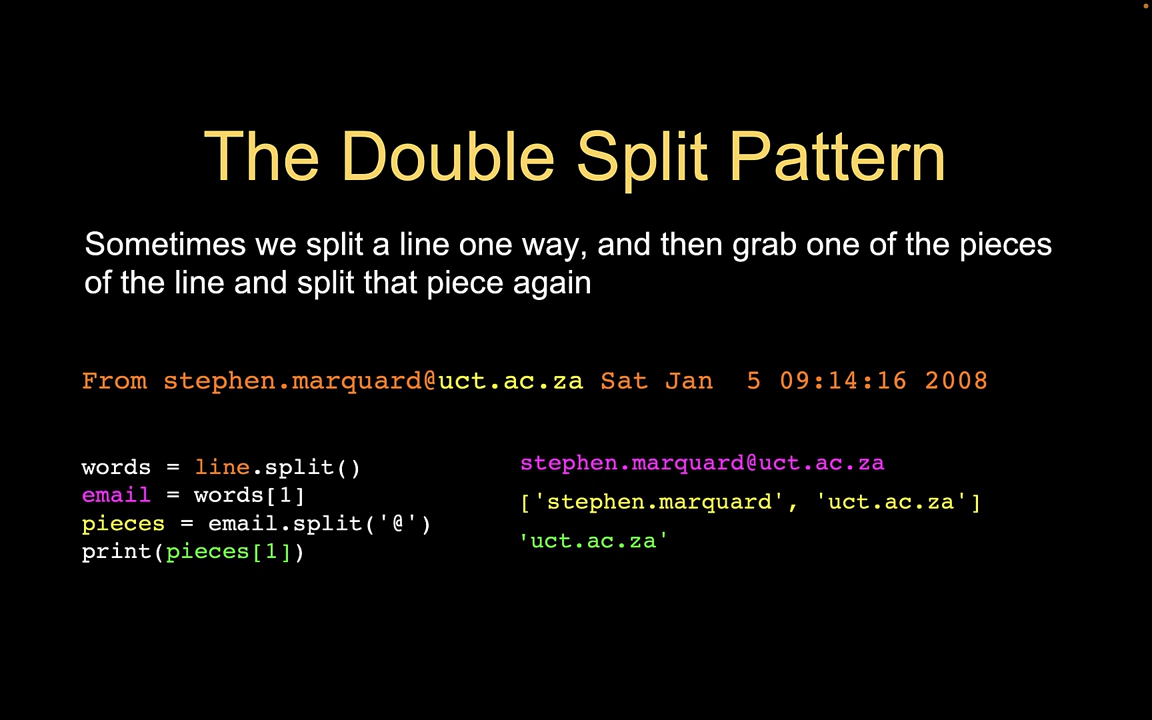 The Double Split Pattern
Sometimes we split a line one way, and then grab one of the pieces
of the line and split that piece again
From stephen.marquard@uct.ac.za Sat Jan  5 09:14:16 2008
words = line.split()
email = words[1]
pieces = email.split('@')
print(pieces[1])
stephen.marquard@uct.ac.za
['stephen.marquard', 'uct.ac.za']
'uct.ac.za'